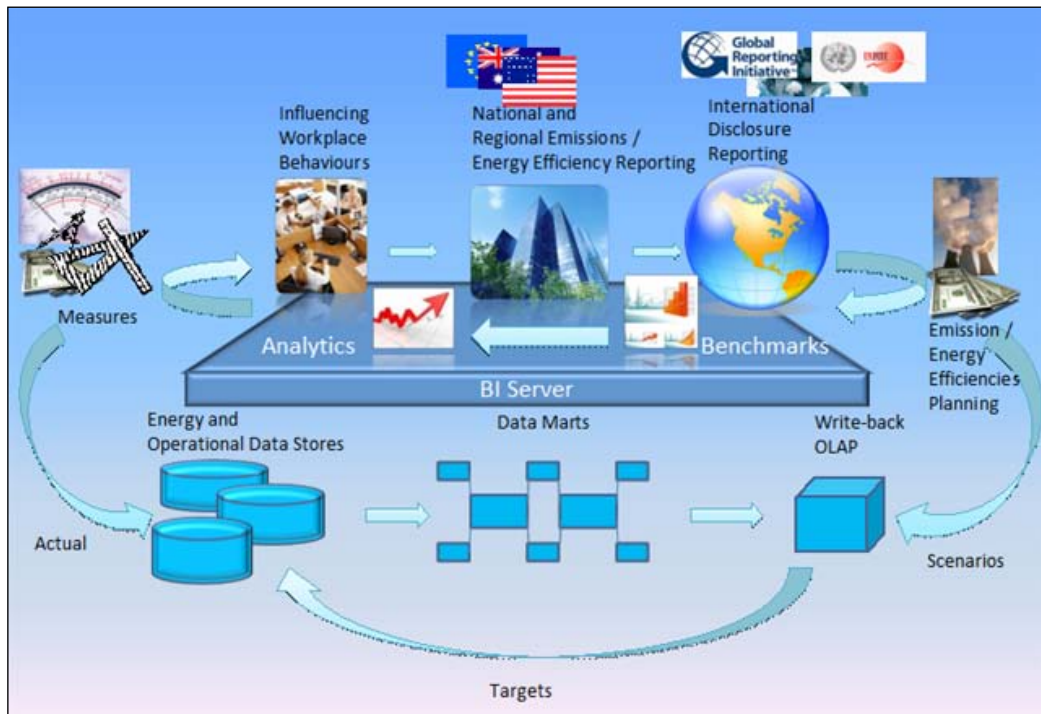 Global
Reporting
Initiative™
Influencing
Workplace
Behaviours
National and
Regional Emissions /
Energy Efficiency Reporting
International
Disclosure
Reporting
Measures
Analytics
Benchmarks
Emission /
Energy
Efficiencies
Planning
BI Server
Energy and
Operational Data Stores
Data Marts
Write-back
OLAP
Actual
Scenarios
Targets